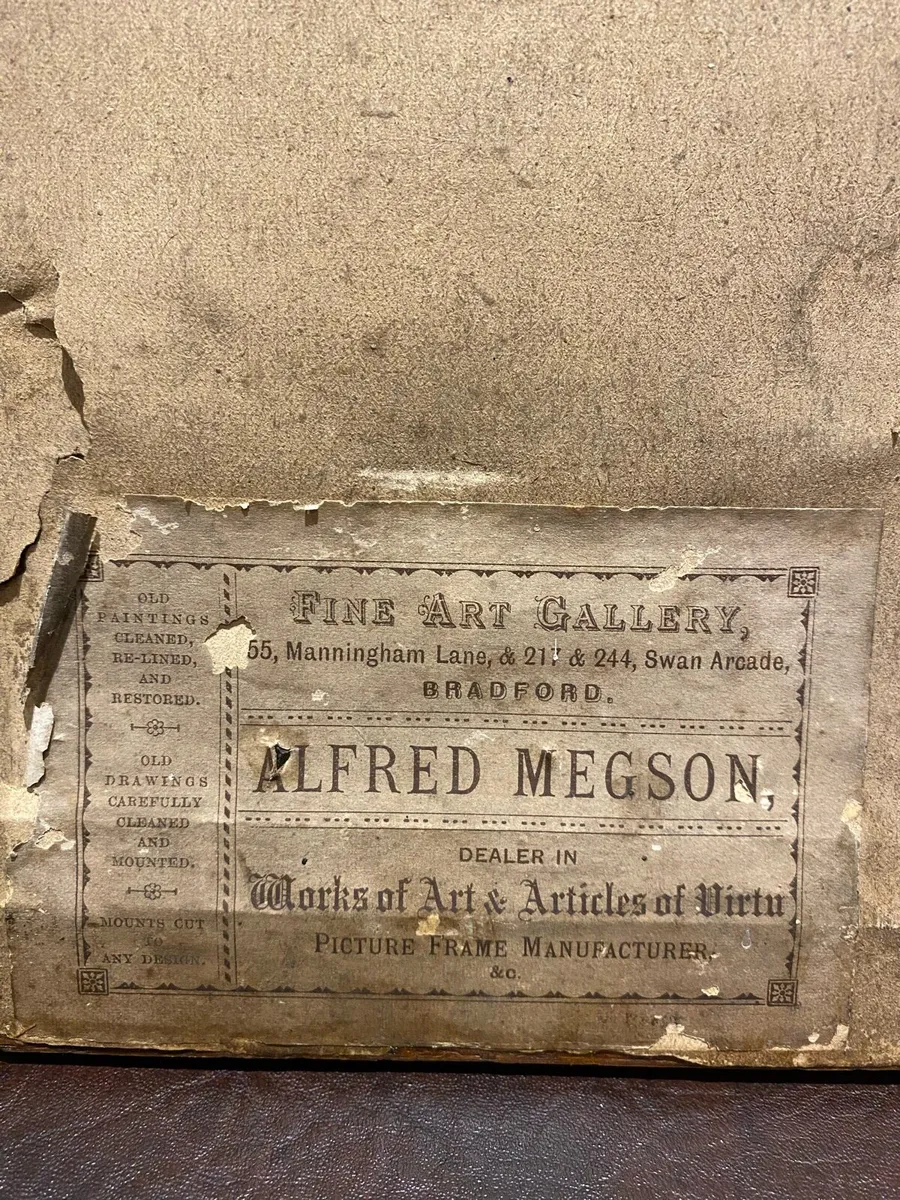 OLD
PAINTINGS
CLEANED,
RE-LINED,
AND
RESTORED.
OLD
DRAWINGS
CAREFULLY
CLEANED
AND
MOUNTED.
MOUNTS CUT
TO
ANY DESIGN.
FINE ART GALLERY,
55, Manningham Lane, & 217 & 244, Swan Arcade,
BRADFORD.
ALFRED MEGSON,
DEALER IN
Works of Art & Articles of Virtu
PICTURE FRAME MANUFACTURER.
&c.